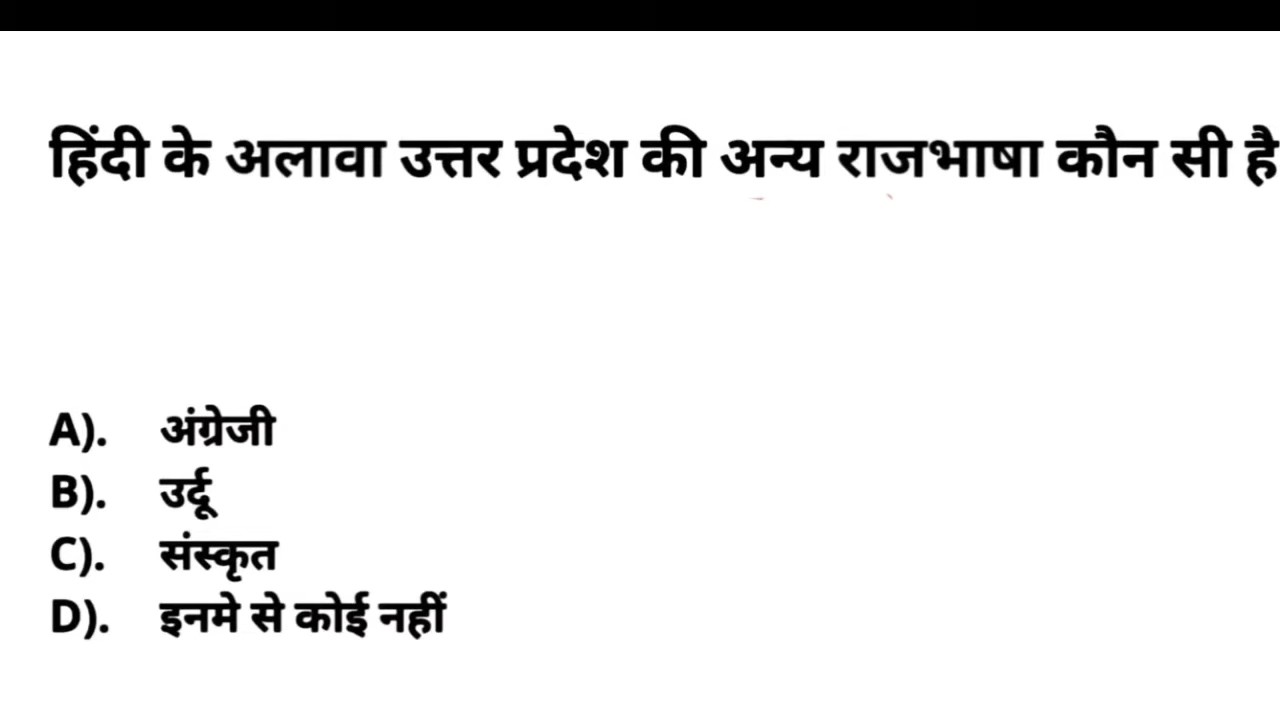 हिंदी के अलावा उत्तर प्रदेश की अन्य राजभाषा कौन सी है
A). अंग्रेजी
B). उर्दू
C). संस्कृत
D). इनमे से कोई नहीं